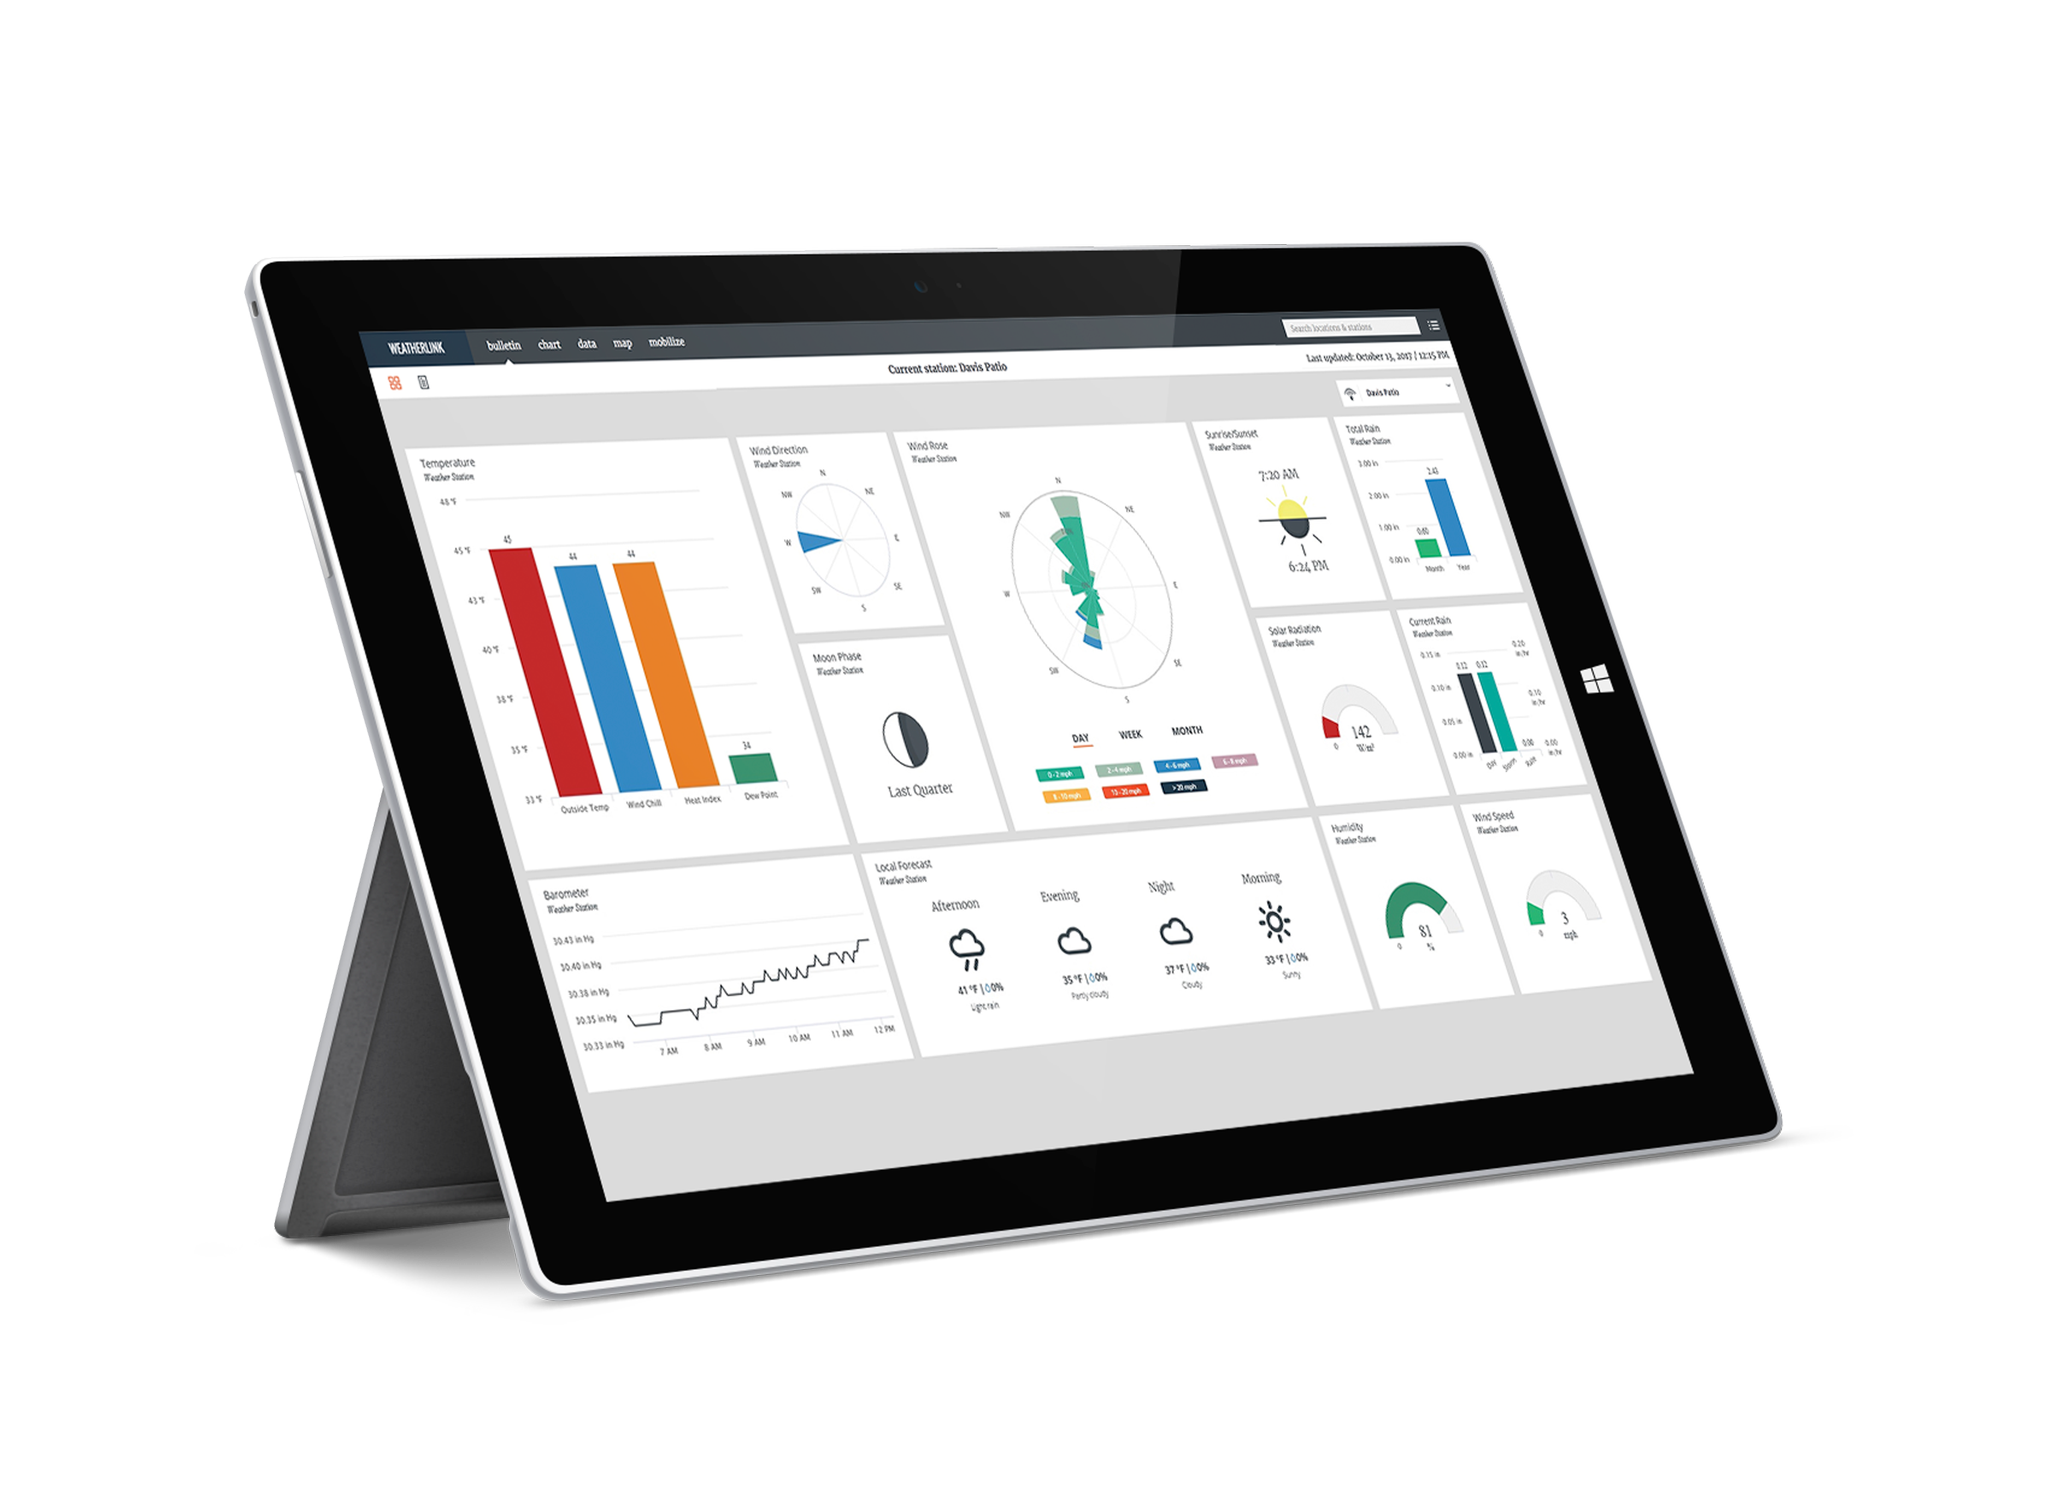 WEATHERLINK
bulletin chart data map mobilize
Search locations & stations
Current station: Davis Patio
Last updated: October 13, 2017 / 12:15 PM
Davis Patio
Temperature
Weather Station
48 °F
45 °F
43 °F
40 °F
38 °F
35 °F
33 °F
45
44
44
34
Outside Temp Wind Chill Heat Index Dew Point
Wind Direction
Weather Station
N
NE
E
SE
S
SW
W
NW
Moon Phase
Weather Station
Last Quarter
Wind Rose
Weather Station
N
NE
E
SE
S
SW
W
NW
DAY WEEK MONTH
0 - 2 mph 2 - 4 mph 4 - 6 mph 6 - 8 mph
8 - 10 mph 10 - 20 mph > 20 mph
Sunrise/Sunset
Weather Station
7:20 AM
6:24 PM
Total Rain
Weather Station
3.00 in
2.00 in
1.00 in
0.00 in
0.60
2.43
Month Year
Solar Radiation
Weather Station
142
0
W/m²
Current Rain
Weather Station
0.15 in
0.10 in
0.05 in
0.00 in
0.12 0.12
0.00
0.20
in/hr
0.10
in/hr
0.00
in/hr
Day Storm Rate
Barometer
Weather Station
30.43 in Hg
30.40 in Hg
30.38 in Hg
30.35 in Hg
30.33 in Hg
7 AM 8 AM 9 AM 10 AM 11 AM 12 PM
Local Forecast
Weather Station
Afternoon Evening Night Morning
41 °F | 0% 35 °F | 0% 37 °F | 0% 33 °F | 0%
Light rain Partly cloudy Cloudy Sunny
Humidity
Weather Station
81
0
%
Wind Speed
Weather Station
3
0
mph